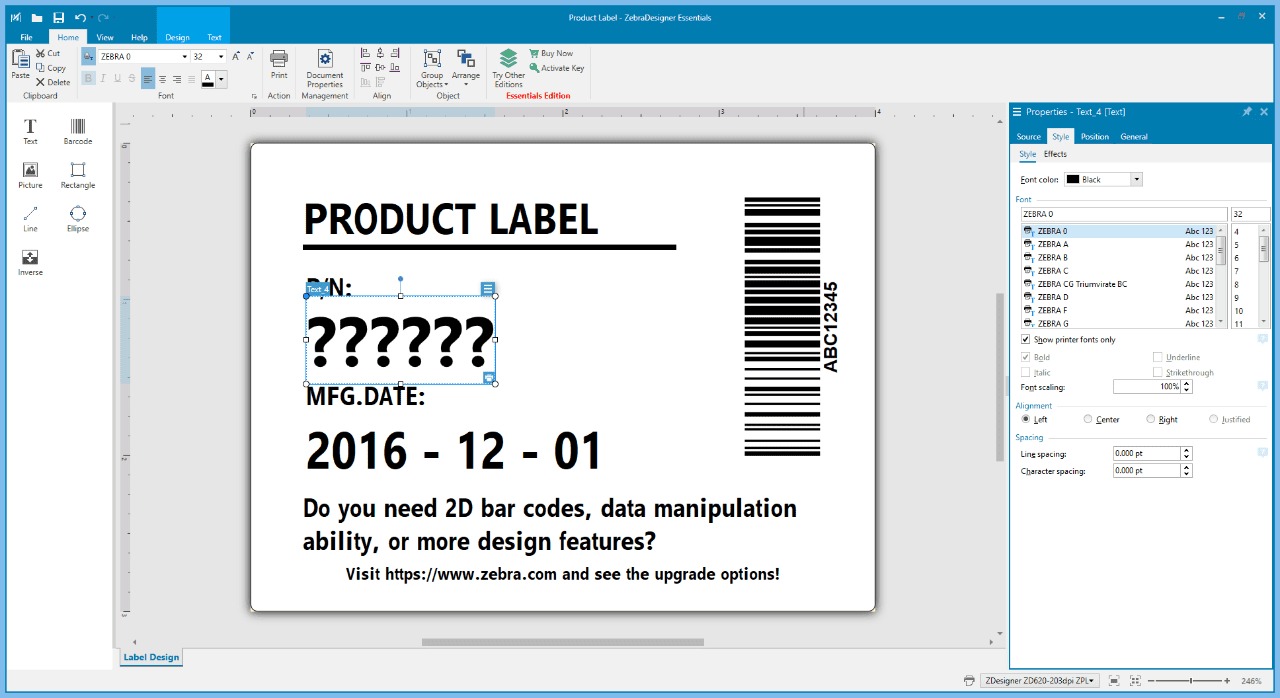 Product Label - ZebraDesigner Essentials
File Home View Help Design Text
Paste
Cut
Copy
Delete
Clipboard
ZEBRA 0 32 A A
B I U S A
Font
Print
Action
Document
Properties
Management
Align
Group
Objects
Arrange
Object
Try Other
Editions
Buy Now
Activate Key
Essentials Edition
Text Barcode
Picture Rectangle
Line Ellipse
Inverse
0 1 2 3 4
PRODUCT LABEL
P/N:
Text_4
??????
MFG.DATE:
2016 - 12 - 01
ABC12345
Do you need 2D bar codes, data manipulation
ability, or more design features?
Visit https://www.zebra.com and see the upgrade options!
Label Design
Properties - Text_4 [Text]
Source Style Position General
Style Effects
Font color: Black
Font
ZEBRA 0 32
ZEBRA 0 Abc 123 4
ZEBRA A Abc 123 5
ZEBRA B Abc 123 6
ZEBRA C Abc 123 7
ZEBRA CG Triumvirate BC Abc 123 8
ZEBRA D Abc 123 9
ZEBRA F Abc 123 10
ZEBRA G Abc 123 11
Show printer fonts only
Bold Underline
Italic Strikethrough
Font scaling: 100%
Alignment
Left Center Right Justified
Spacing
Line spacing: 0.000 pt
Character spacing: 0.000 pt
ZDesigner ZD620-203dpi ZPL 246%